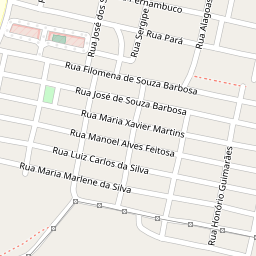 Pernambuco
Rua Pará
Rua José dos S
Rua Sergipe
Rua Alagoas
Rua Filomena de Souza Barbosa
Rua José de Souza Barbosa
Rua Maria Xavier Martins
Rua Manoel Alves Feitosa
Rua Luiz Carlos da Silva
Rua Maria Marlene da Silva
Rua Honório Guimarães